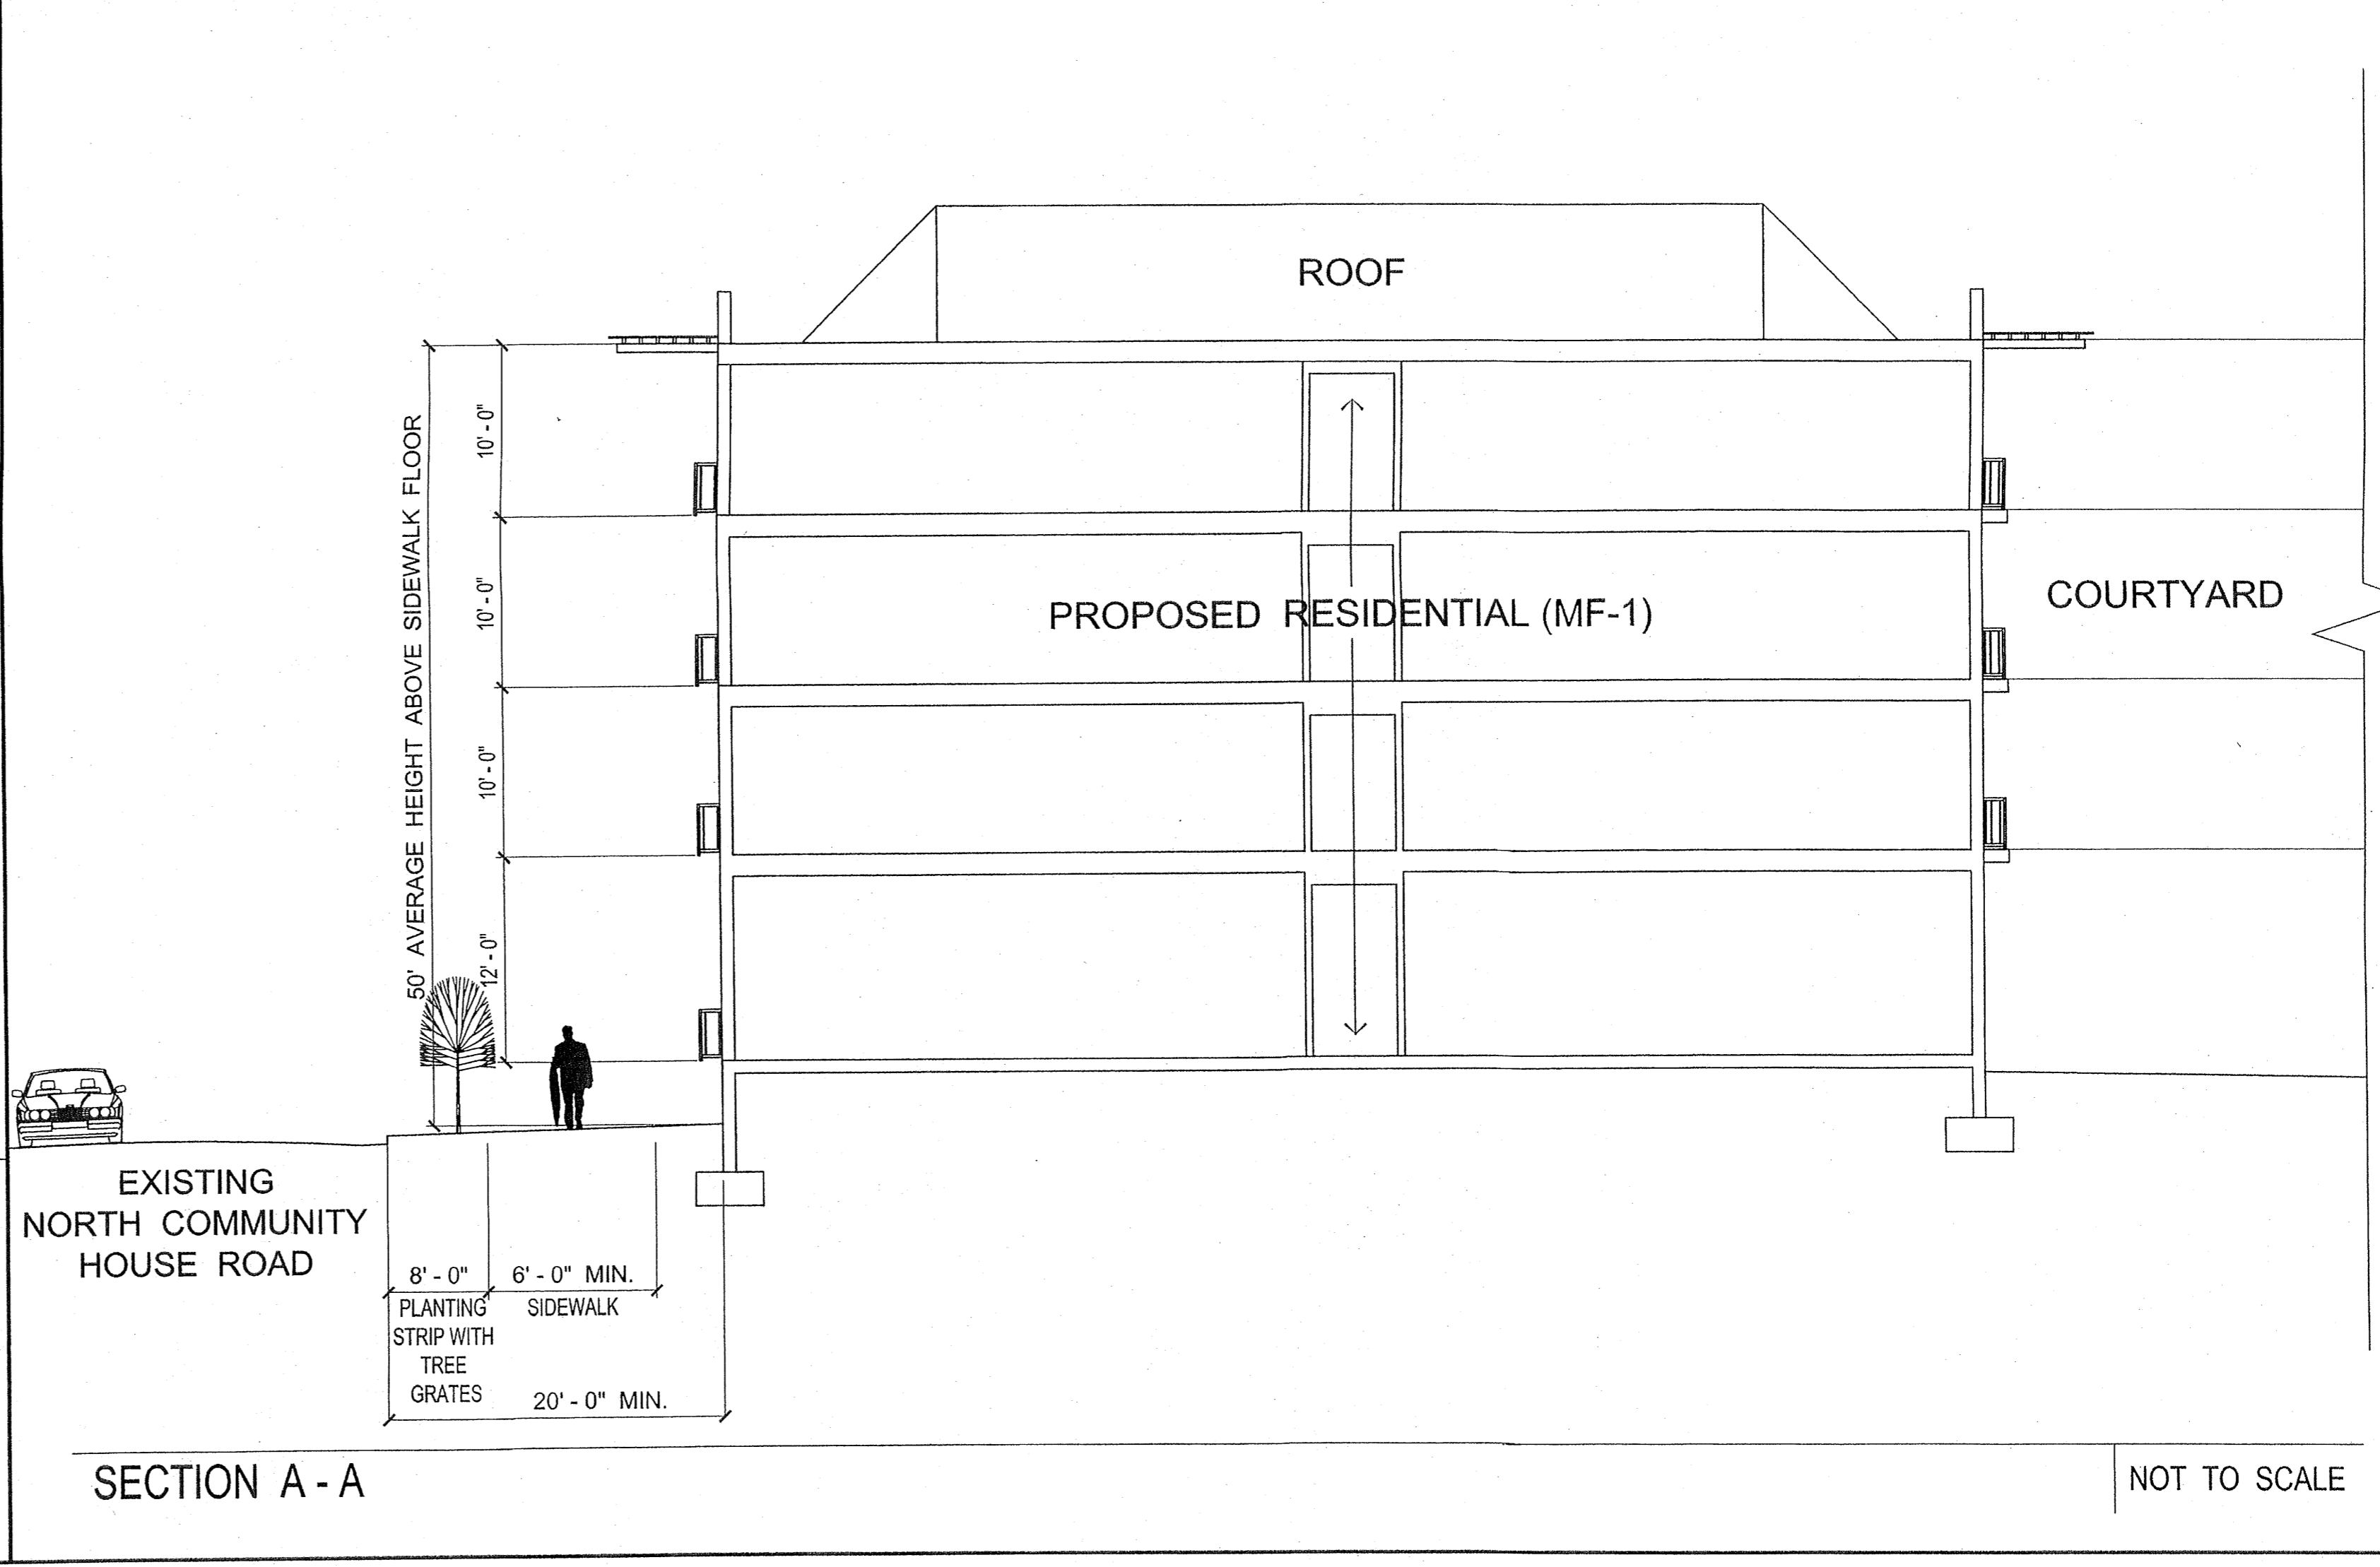 ROOF
10' - 0"
50' AVERAGE HEIGHT ABOVE SIDEWALK FLOOR
10' - 0"
PROPOSED RESIDENTIAL (MF-1)
COURTYARD
10' - 0"
12' - 0"
EXISTING
NORTH COMMUNITY
HOUSE ROAD
8' - 0"
6' - 0" MIN.
PLANTING
STRIP WITH
TREE
GRATES
SIDEWALK
20' - 0" MIN.
SECTION A - A
NOT TO SCALE